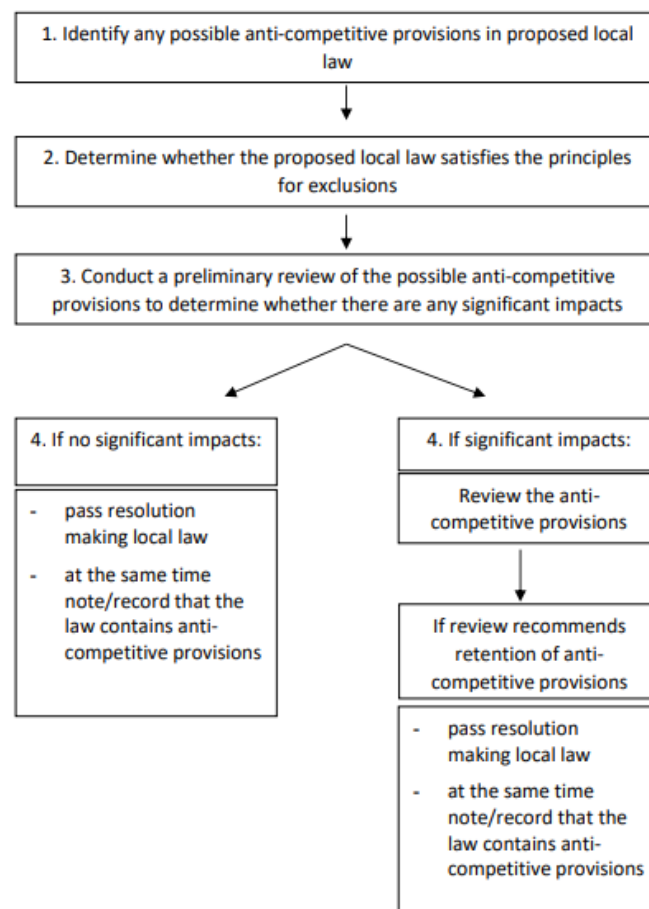 1. Identify any possible anti-competitive provisions in proposed local
law
2. Determine whether the proposed local law satisfies the principles
for exclusions
3. Conduct a preliminary review of the possible anti-competitive
provisions to determine whether there are any significant impacts
4. If no significant impacts:
- pass resolution
making local law
- at the same time
note/record that the
law contains anti-
competitive provisions
4. If significant impacts:
Review the anti-
competitive provisions
If review recommends
retention of anti-
competitive provisions
- pass resolution
making local law
- at the same time
note/record that the
law contains anti-
competitive provisions